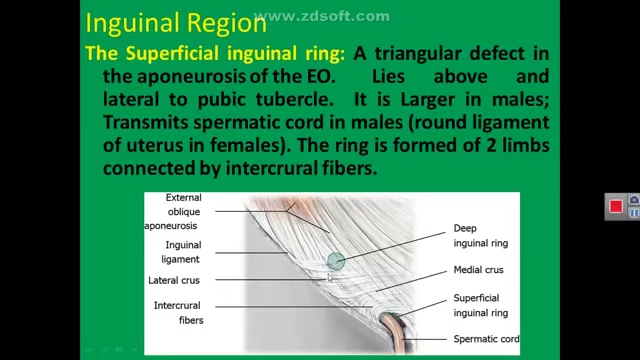 www.zdsoft.com
Inguinal Region
The Superficial inguinal ring: A triangular defect in
the aponeurosis of the EO. Lies above and
lateral to pubic tubercle. It is Larger in males;
Transmits spermatic cord in males (round ligament
of uterus in females). The ring is formed of 2 limbs
connected by intercrural fibers.
External
oblique
aponeurosis
Inguinal
ligament
Lateral crus
Intercrural
fibers
Deep
inguinal ring
Medial crus
Superficial
inguinal ring
Spermatic cord